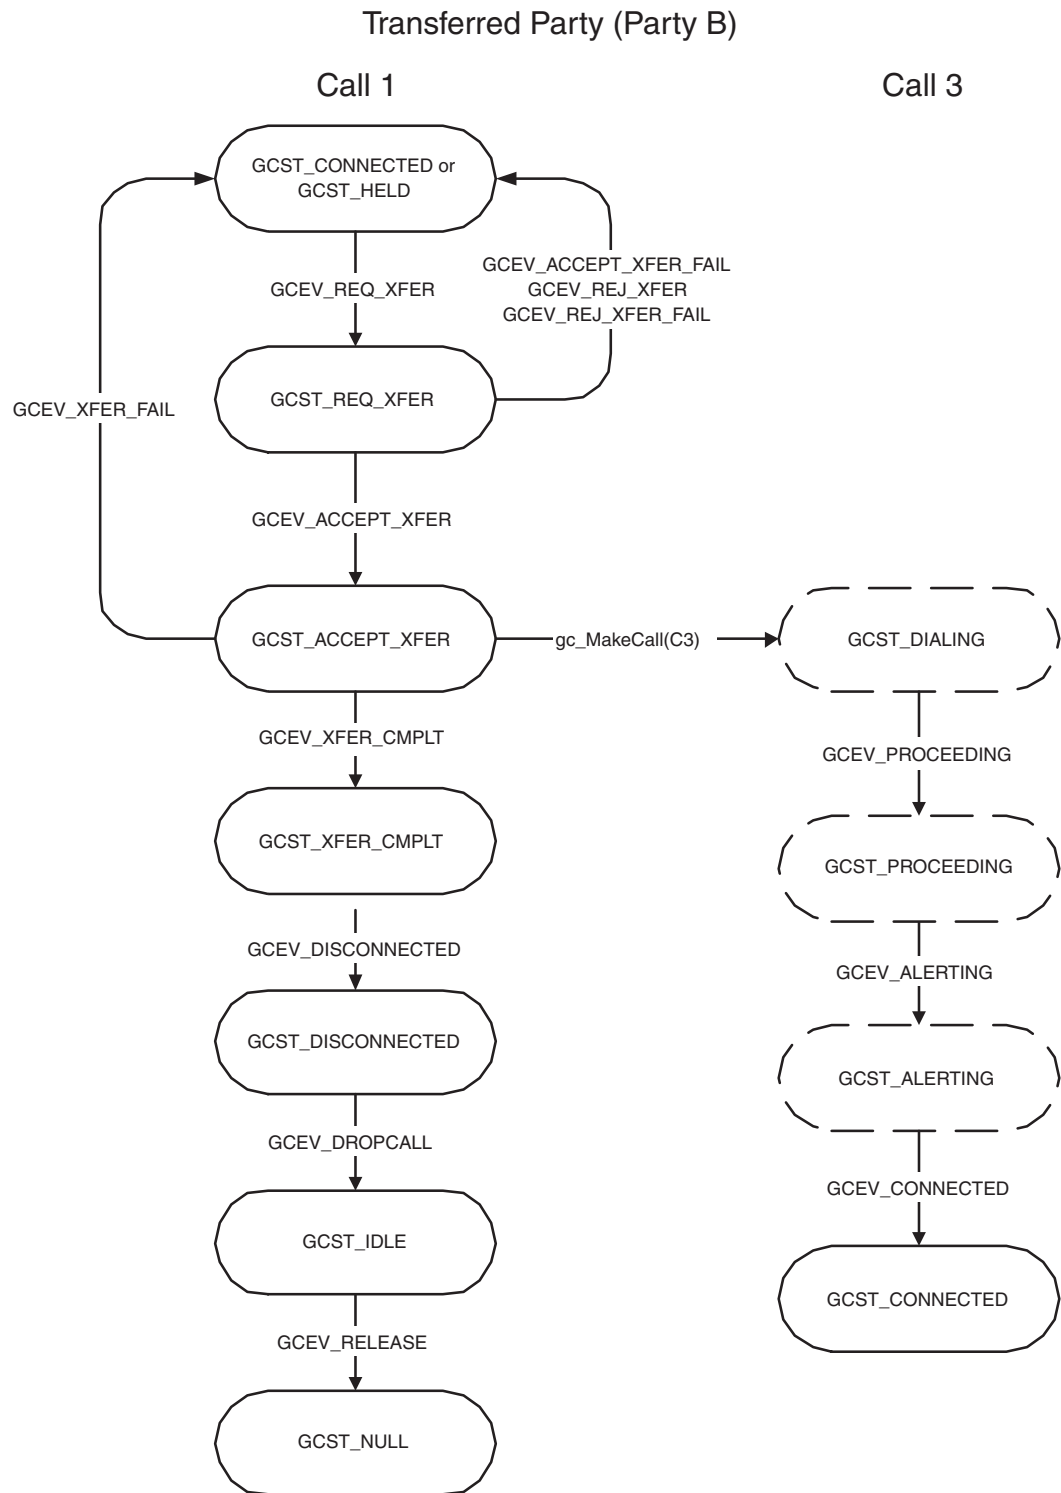 Transferred Party (Party B)
Call 1
Call 3
GCST_CONNECTED or
GCST_HELD
GCEV_REQ_XFER
GCEV_ACCEPT_XFER_FAIL
GCEV_REJ_XFER
GCEV_REJ_XFER_FAIL
GCST_REQ_XFER
GCEV_XFER_FAIL
GCEV_ACCEPT_XFER
GCST_ACCEPT_XFER
gc_MakeCall(C3)
GCST_DIALING
GCEV_XFER_CMPLT
GCEV_PROCEEDING
GCST_XFER_CMPLT
GCST_PROCEEDING
GCEV_DISCONNECTED
GCEV_ALERTING
GCST_DISCONNECTED
GCST_ALERTING
GCEV_DROPCALL
GCEV_CONNECTED
GCST_IDLE
GCST_CONNECTED
GCEV_RELEASE
GCST_NULL